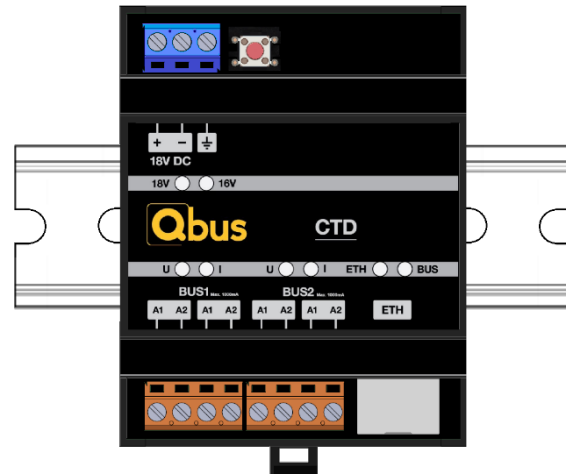 + -
18V DC
18V 16V
Qbus CTD
U I U I ETH BUS
BUS1 Max. 1000mA BUS2 Max. 1000mA
A1 A2 A1 A2 A1 A2 A1 A2 ETH